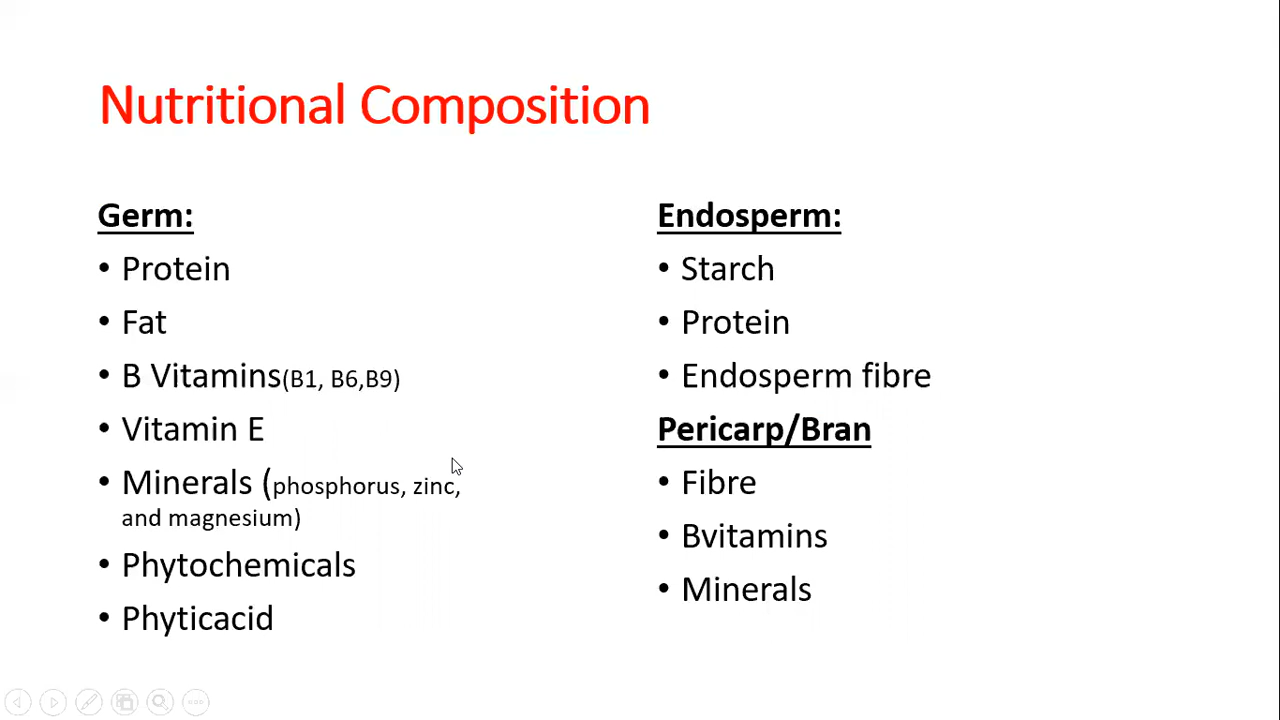 Nutritional Composition
Germ:
• Protein
• Fat
• B Vitamins(B1, B6,B9)
• Vitamin E
• Minerals (phosphorus, zinc,
and magnesium)
• Phytochemicals
• Phyticacid
Endosperm:
• Starch
• Protein
• Endosperm fibre
Pericarp/Bran
• Fibre
• Bvitamins
• Minerals